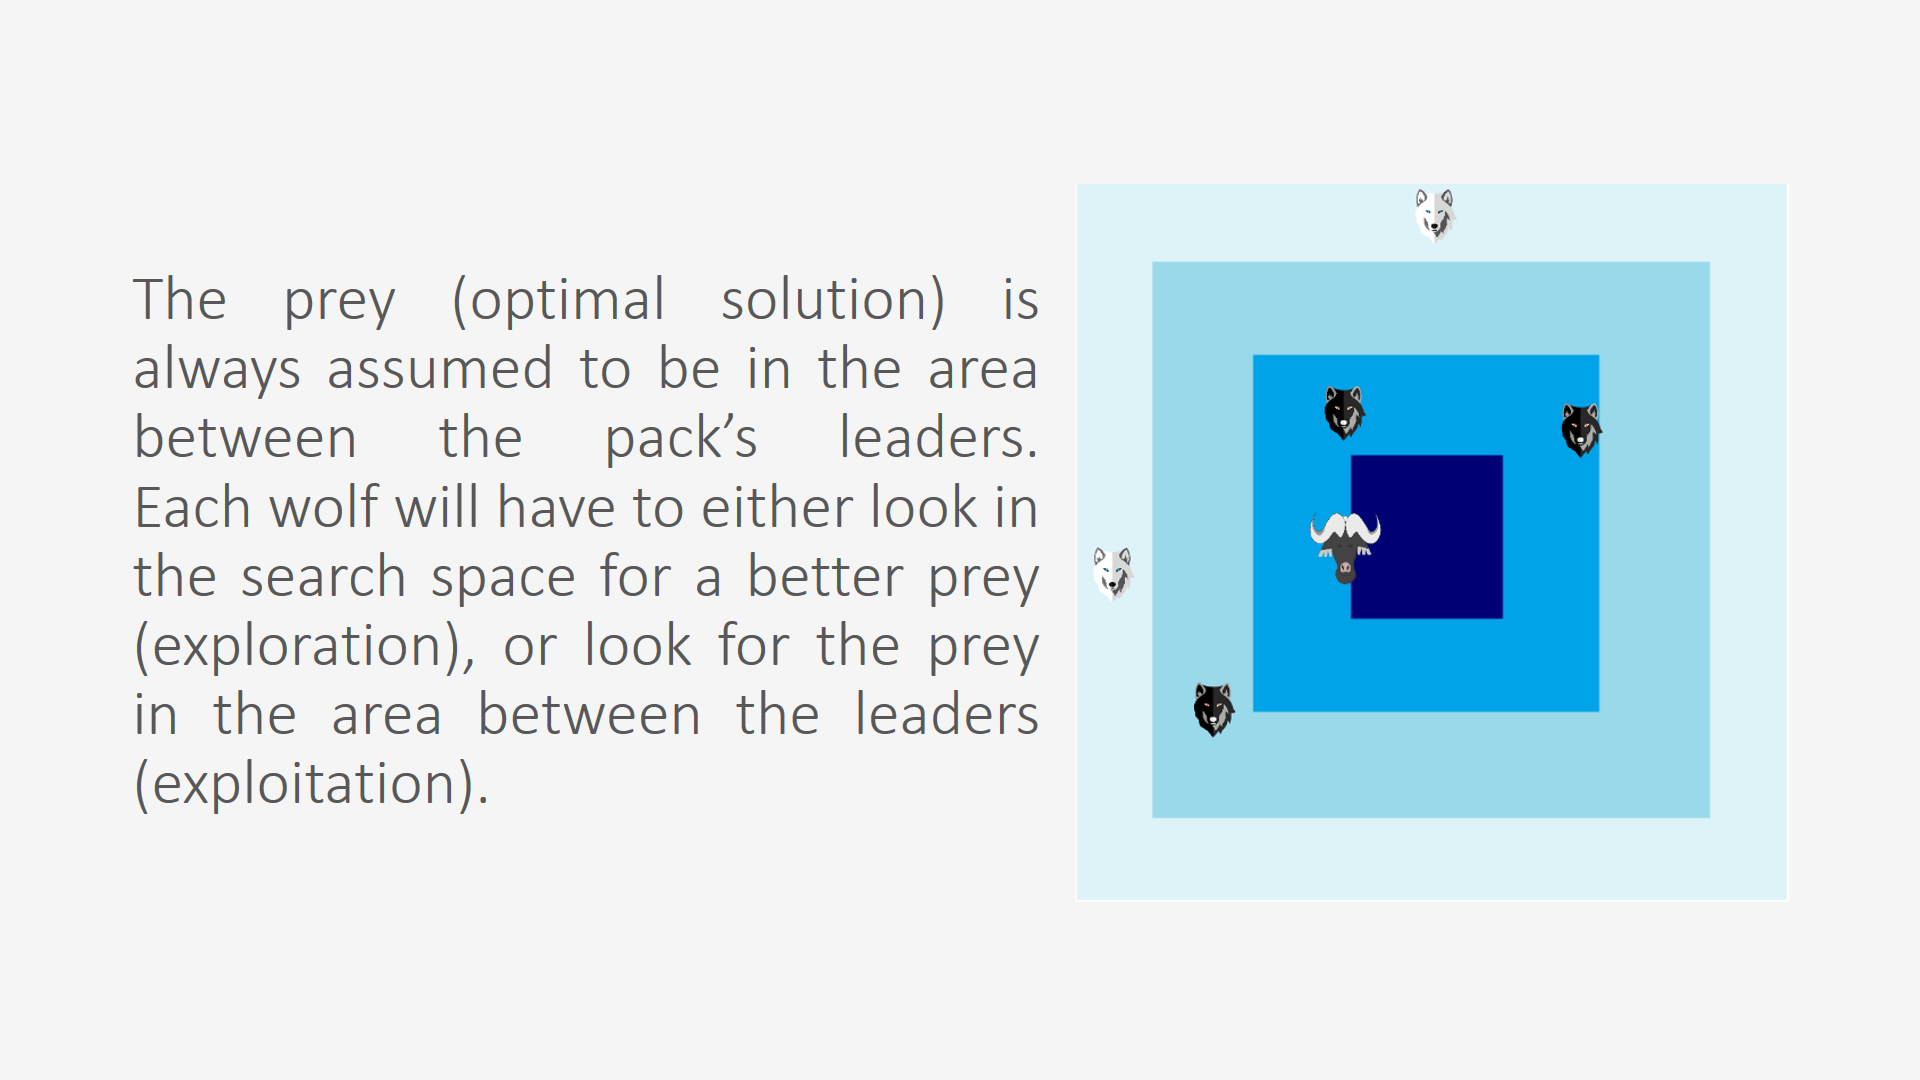 The prey (optimal solution) is
always assumed to be in the area
between the pack’s leaders.
Each wolf will have to either look in
the search space for a better prey
(exploration), or look for the prey
in the area between the leaders
(exploitation).